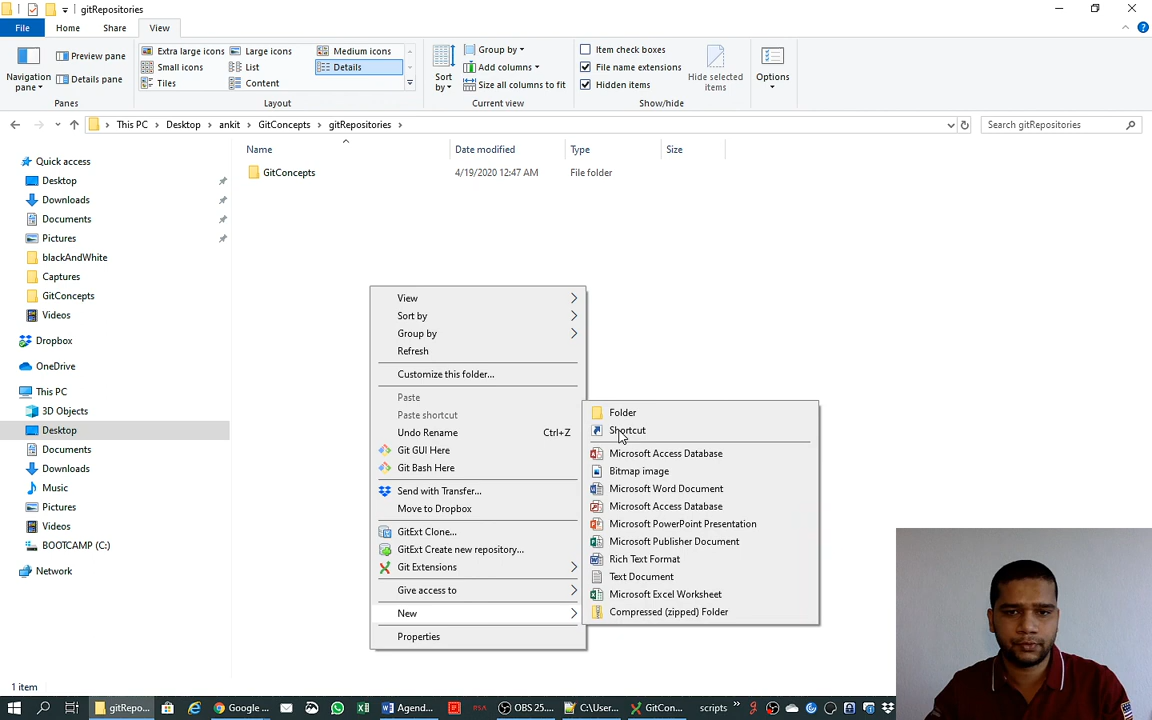 gitRepositories
File Home Share View
Navigation pane
Preview pane
Details pane
Panes
Extra large icons Large icons Medium icons
Small icons List Details
Tiles Content
Layout
Sort by
Group by
Add columns
Size all columns to fit
Current view
Item check boxes
File name extensions
Hidden items
Hide selected items
Show/hide
Options
This PC > Desktop > ankit > GitConcepts > gitRepositories >
Search gitRepositories
Name Date modified Type Size
GitConcepts 4/19/2020 12:47 AM File folder
Quick access
Desktop
Downloads
Documents
Pictures
blackAndWhite
Captures
GitConcepts
Videos
Dropbox
OneDrive
This PC
3D Objects
Desktop
Documents
Downloads
Music
Pictures
Videos
BOOTCAMP (C:)
Network
View
Sort by
Group by
Refresh
Customize this folder...
Paste
Paste shortcut
Undo Rename Ctrl+Z
Git GUI Here
Git Bash Here
Send with Transfer...
Move to Dropbox
GitExt Clone...
GitExt Create new repository...
Git Extensions
Give access to
New
Properties
Folder
Shortcut
Microsoft Access Database
Bitmap image
Microsoft Word Document
Microsoft Access Database
Microsoft PowerPoint Presentation
Microsoft Publisher Document
Rich Text Format
Text Document
Microsoft Excel Worksheet
Compressed (zipped) Folder
1 item
gitRepo... Google ... Agend... OBS 25.... C:\User... GitCon... scripts